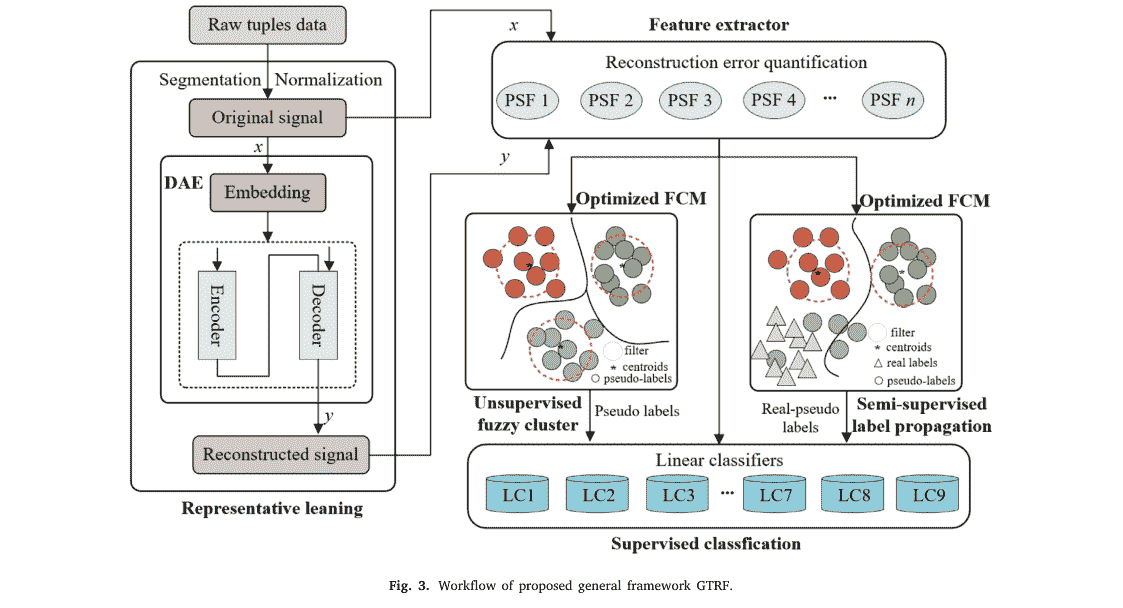 Raw tuples data
Segmentation Normalization
Original signal
x
DAE
Embedding
Encoder
Decoder
y
Reconstructed signal
Representative leaning
x
y
Feature extractor
Reconstruction error quantification
PSF 1 PSF 2 PSF 3 PSF 4 ··· PSF n
Optimized FCM
filter
* centroids
pseudo-labels
Unsupervised
fuzzy cluster
Pseudo labels
Optimized FCM
filter
* centroids
real labels
pseudo-labels
Real-pseudo
labels
Semi-supervised
label propagation
Linear classifiers
LC1 LC2 LC3 ··· LC7 LC8 LC9
Supervised classfication
Fig. 3. Workflow of proposed general framework GTRF.